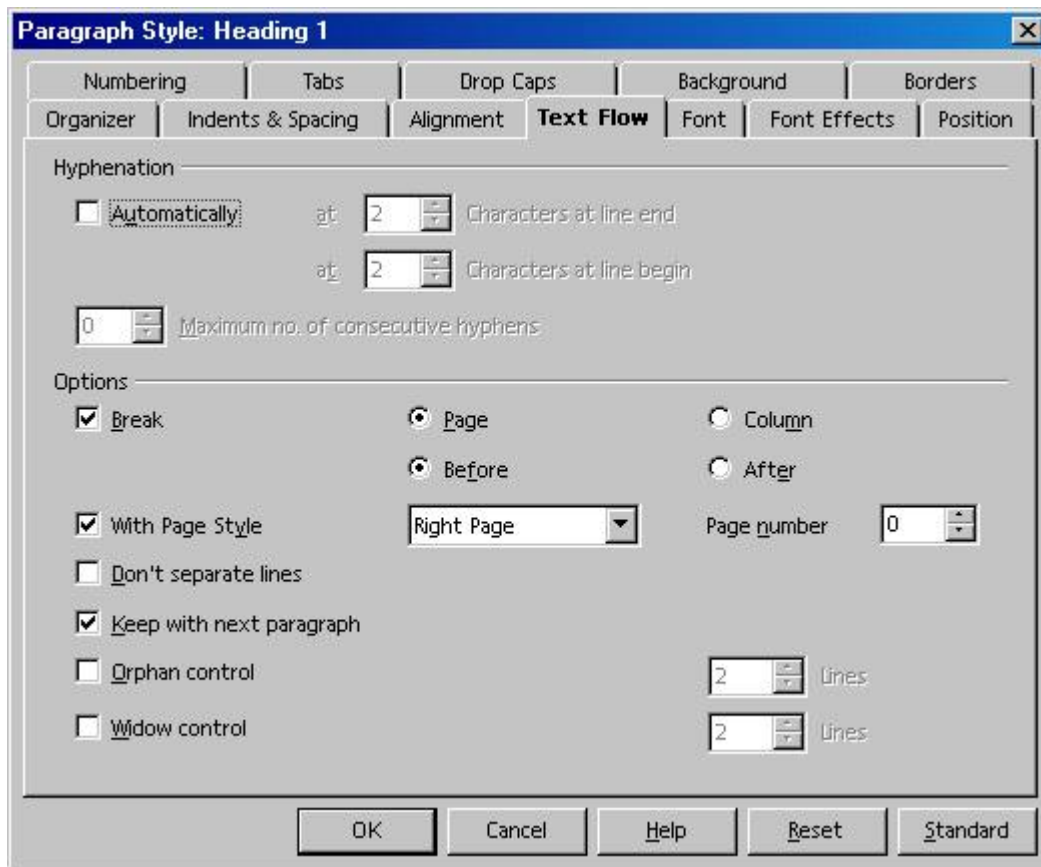 Paragraph Style: Heading 1
Numbering Tabs Drop Caps Background Borders
Organizer Indents & Spacing Alignment Text Flow Font Font Effects Position
Hyphenation
Automatically at 2 Characters at line end
at 2 Characters at line begin
0 Maximum no. of consecutive hyphens
Options
Break Page Column
Before After
With Page Style Right Page Page number 0
Don't separate lines
Keep with next paragraph
Orphan control 2 Lines
Widow control 2 Lines
OK Cancel Help Reset Standard